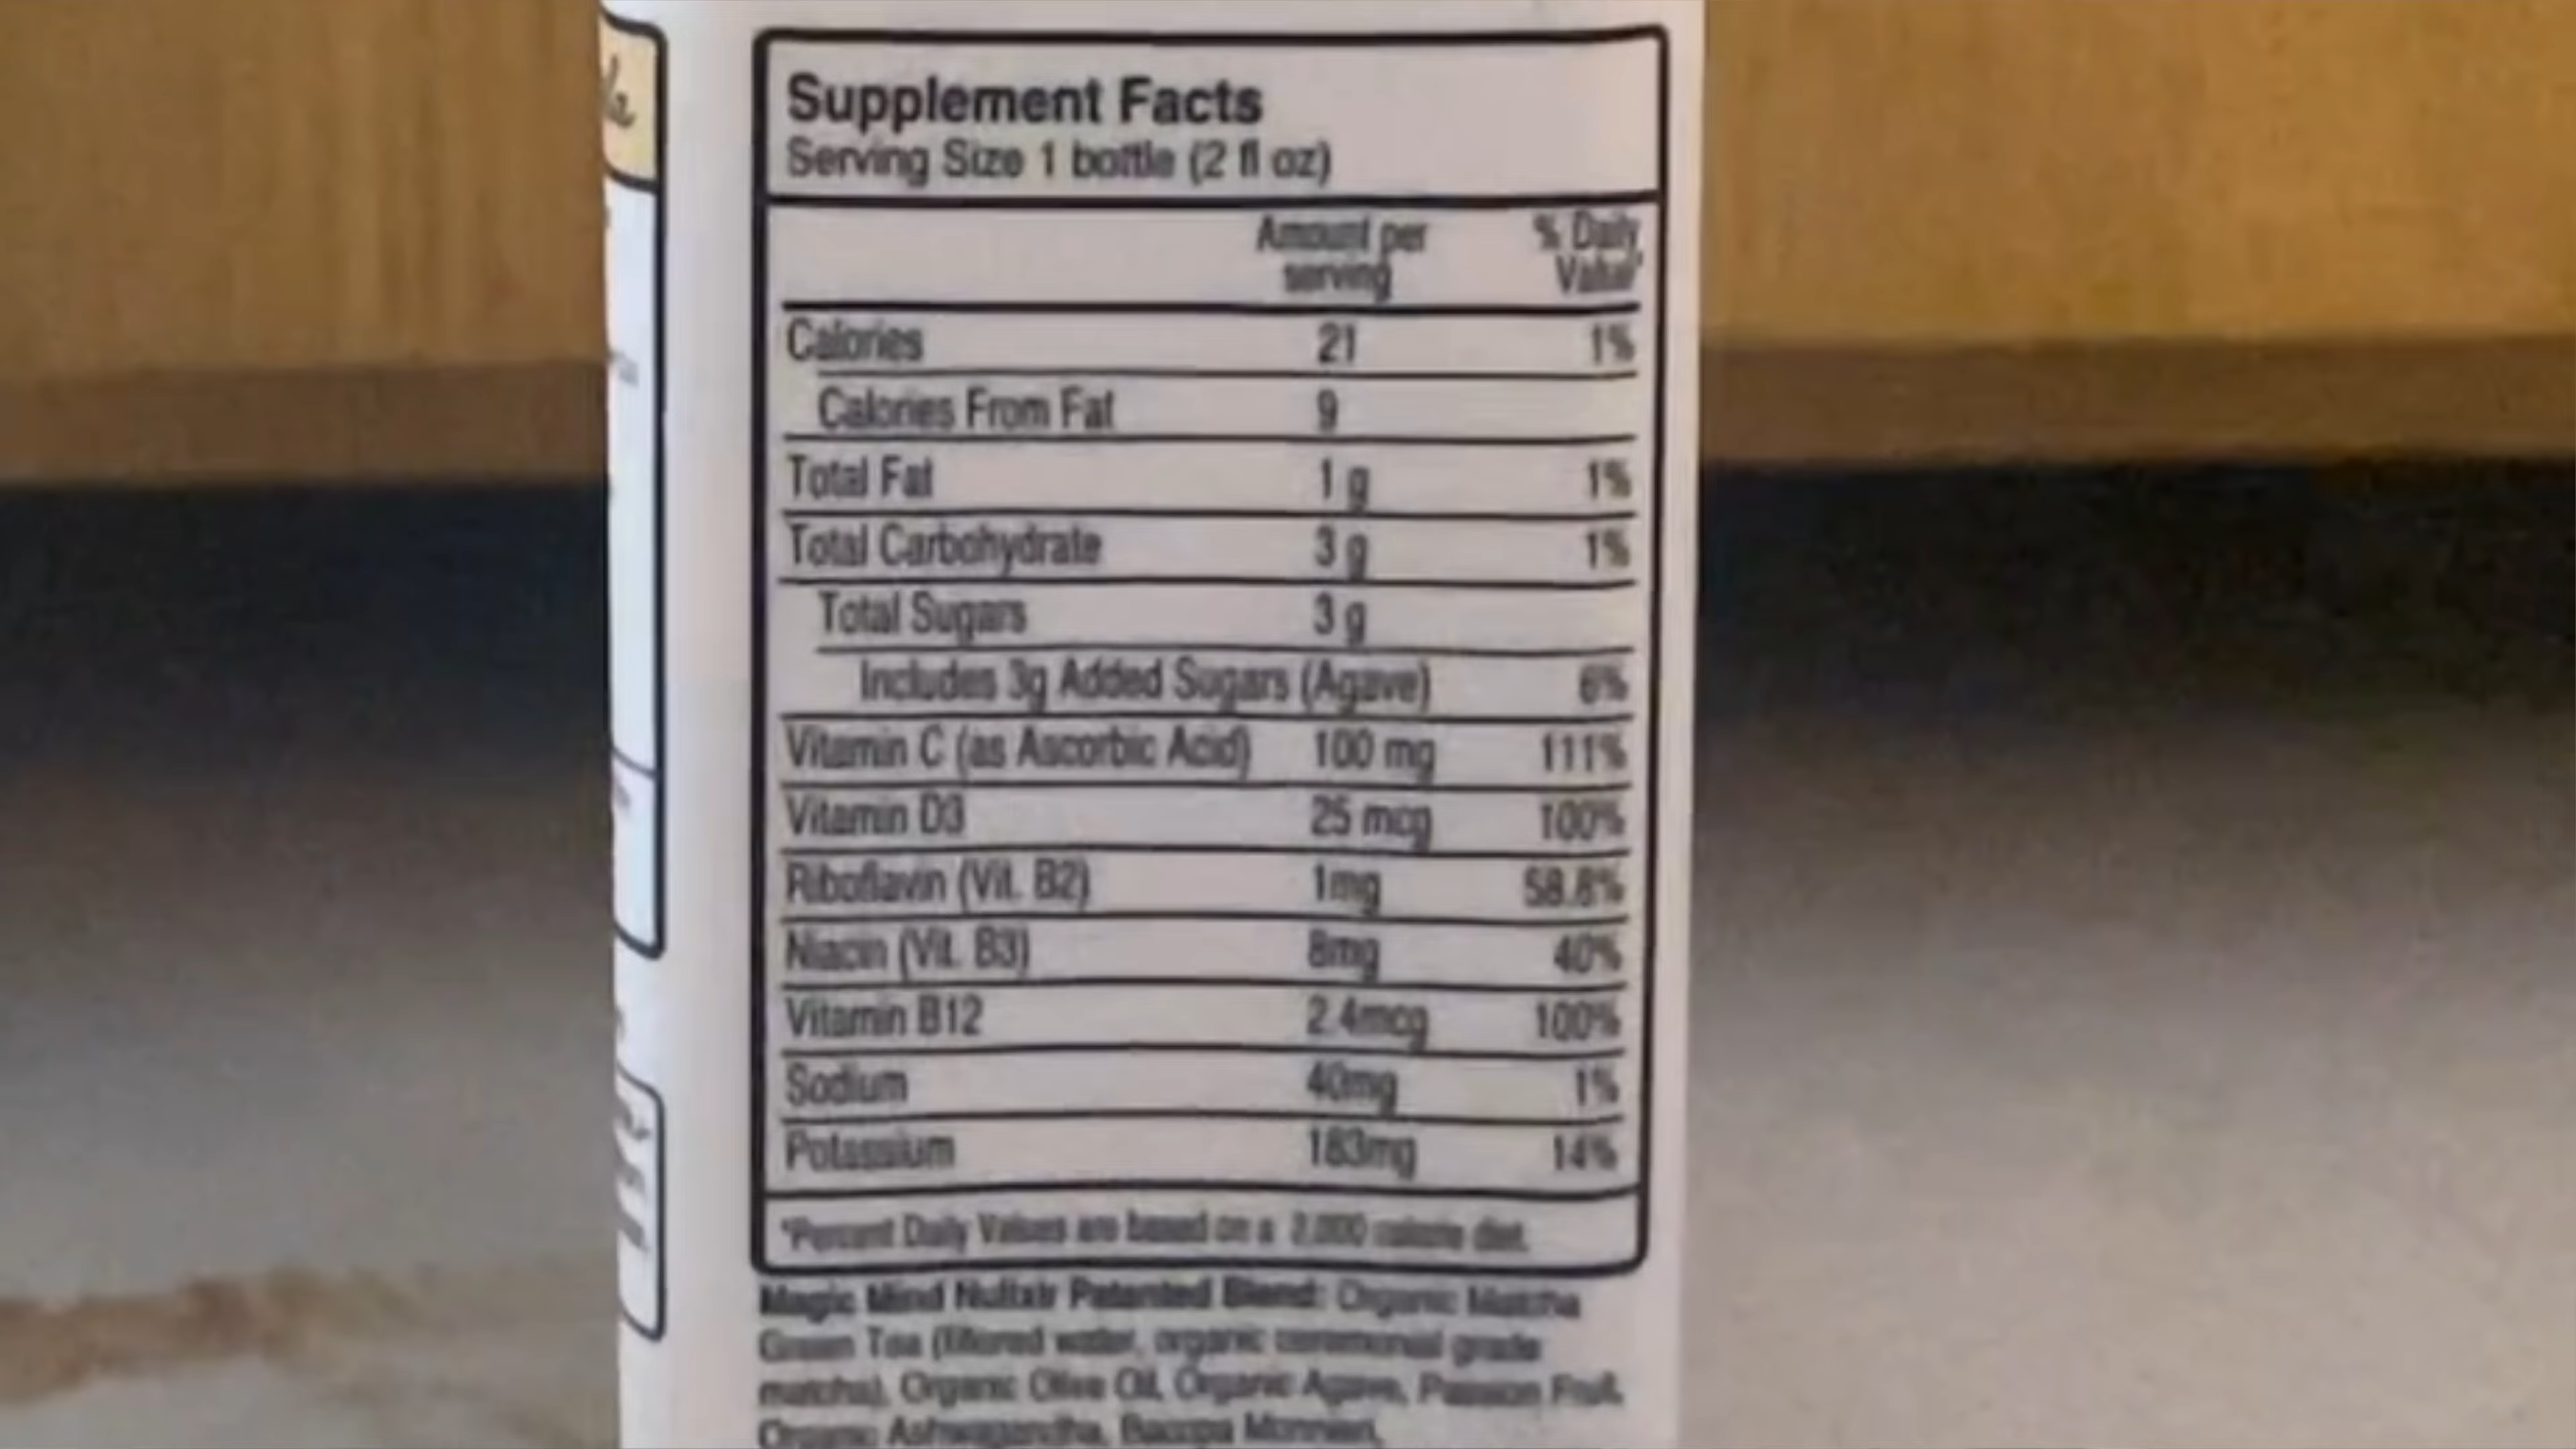 Supplement Facts
Serving Size 1 bottle (2 fl oz)
Amount per serving % Daily Value*
Calories 21 1%
Calories From Fat 9
Total Fat 1 g 1%
Total Carbohydrate 3 g 1%
Total Sugars 3 g
Includes 3g Added Sugars (Agave) 6%
Vitamin C (as Ascorbic Acid) 100 mg 111%
Vitamin D3 25 mcg 100%
Riboflavin (Vit. B2) 1mg 58.8%
Niacin (Vit. B3) 8mg 40%
Vitamin B12 2.4mcg 100%
Sodium 40mg 1%
Potassium 183mg 14%
*Percent Daily Values are based on a 2,000 calorie diet.
Magic Mind Patented Blend: Organic Matcha
Green Tea (filtered water, organic ceremonial grade
matcha), Organic Olive Oil, Organic Agave, Passion Fruit,
Organic Ashwagandha, Bacopa Monnieri,